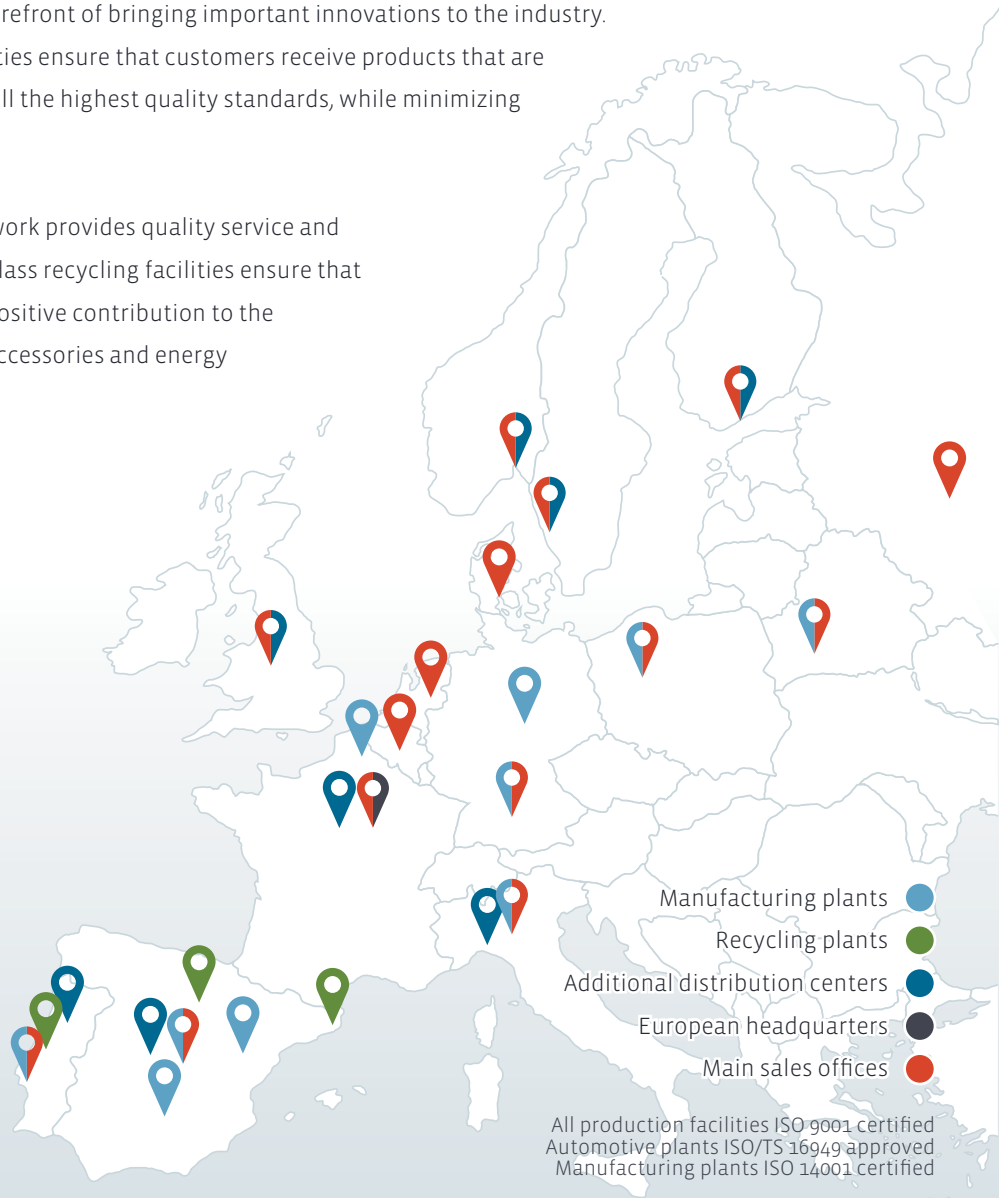 refront of bringing important innovations to the industry.
ties ensure that customers receive products that are
ll the highest quality standards, while minimizing
work provides quality service and
lass recycling facilities ensure that
ositive contribution to the
ccessories and energy
Manufacturing plants
Recycling plants
Additional distribution centers
European headquarters
Main sales offices
All production facilities ISO 9001 certified
Automotive plants ISO/TS 16949 approved
Manufacturing plants ISO 14001 certified